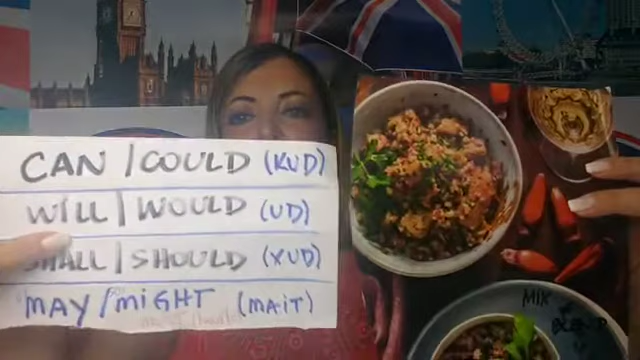 CAN/COULD (KUD)
WILL/WOULD (UD)
SHALL/SHOULD (XUD)
MAY/MIGHT (MAIT)
MIX